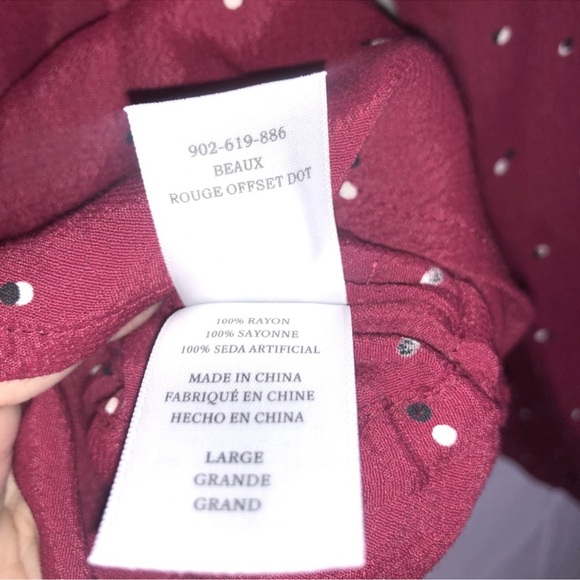 902-619-886
BEAUX
ROUGE OFFSET DOT
100% RAYON
100% SAYONNE
100% SEDA ARTIFICIAL
MADE IN CHINA
FABRIQUÉ EN CHINE
HECHO EN CHINA
LARGE
GRANDE
GRAND